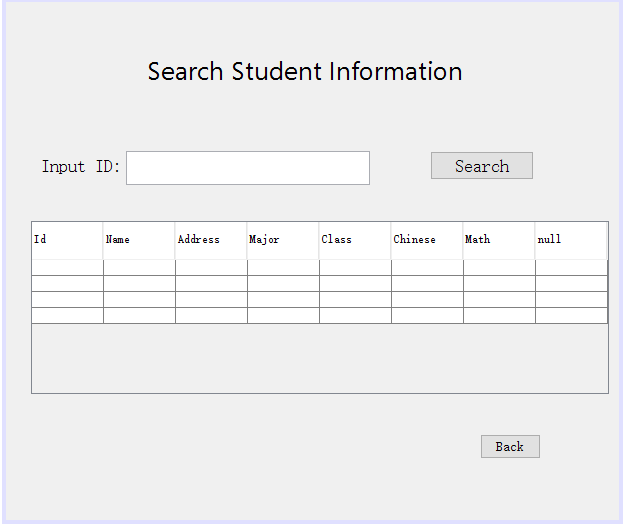 Search Student Information
Input ID: Search
Id Name Address Major Class Chinese Math null
Back